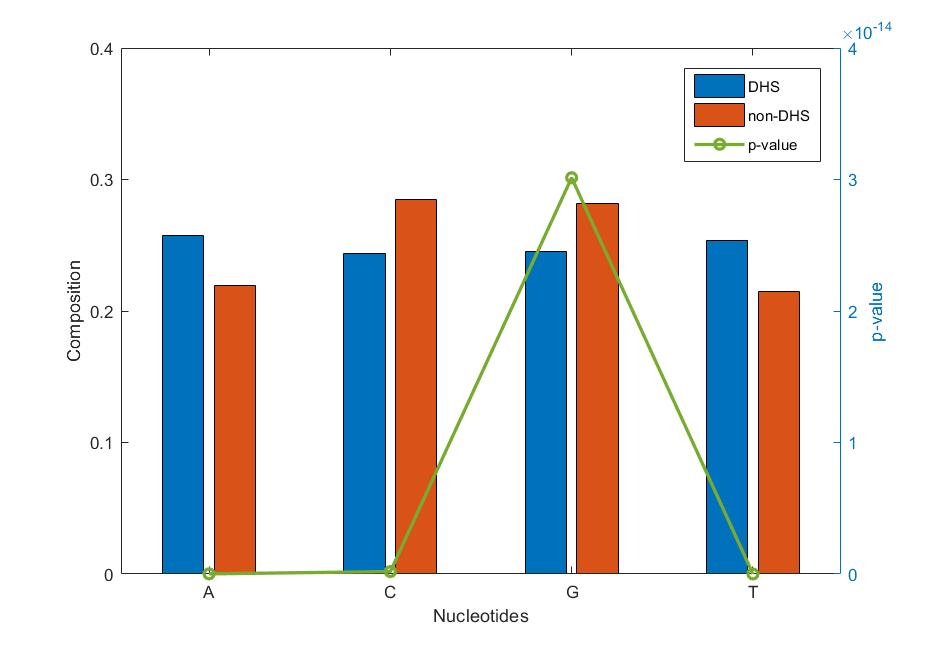 ×10⁻¹⁴
0.4
0.3
0.2
0.1
0
Composition
4
3
2
1
0
p-value
DHS
non-DHS
p-value
A C G T
Nucleotides